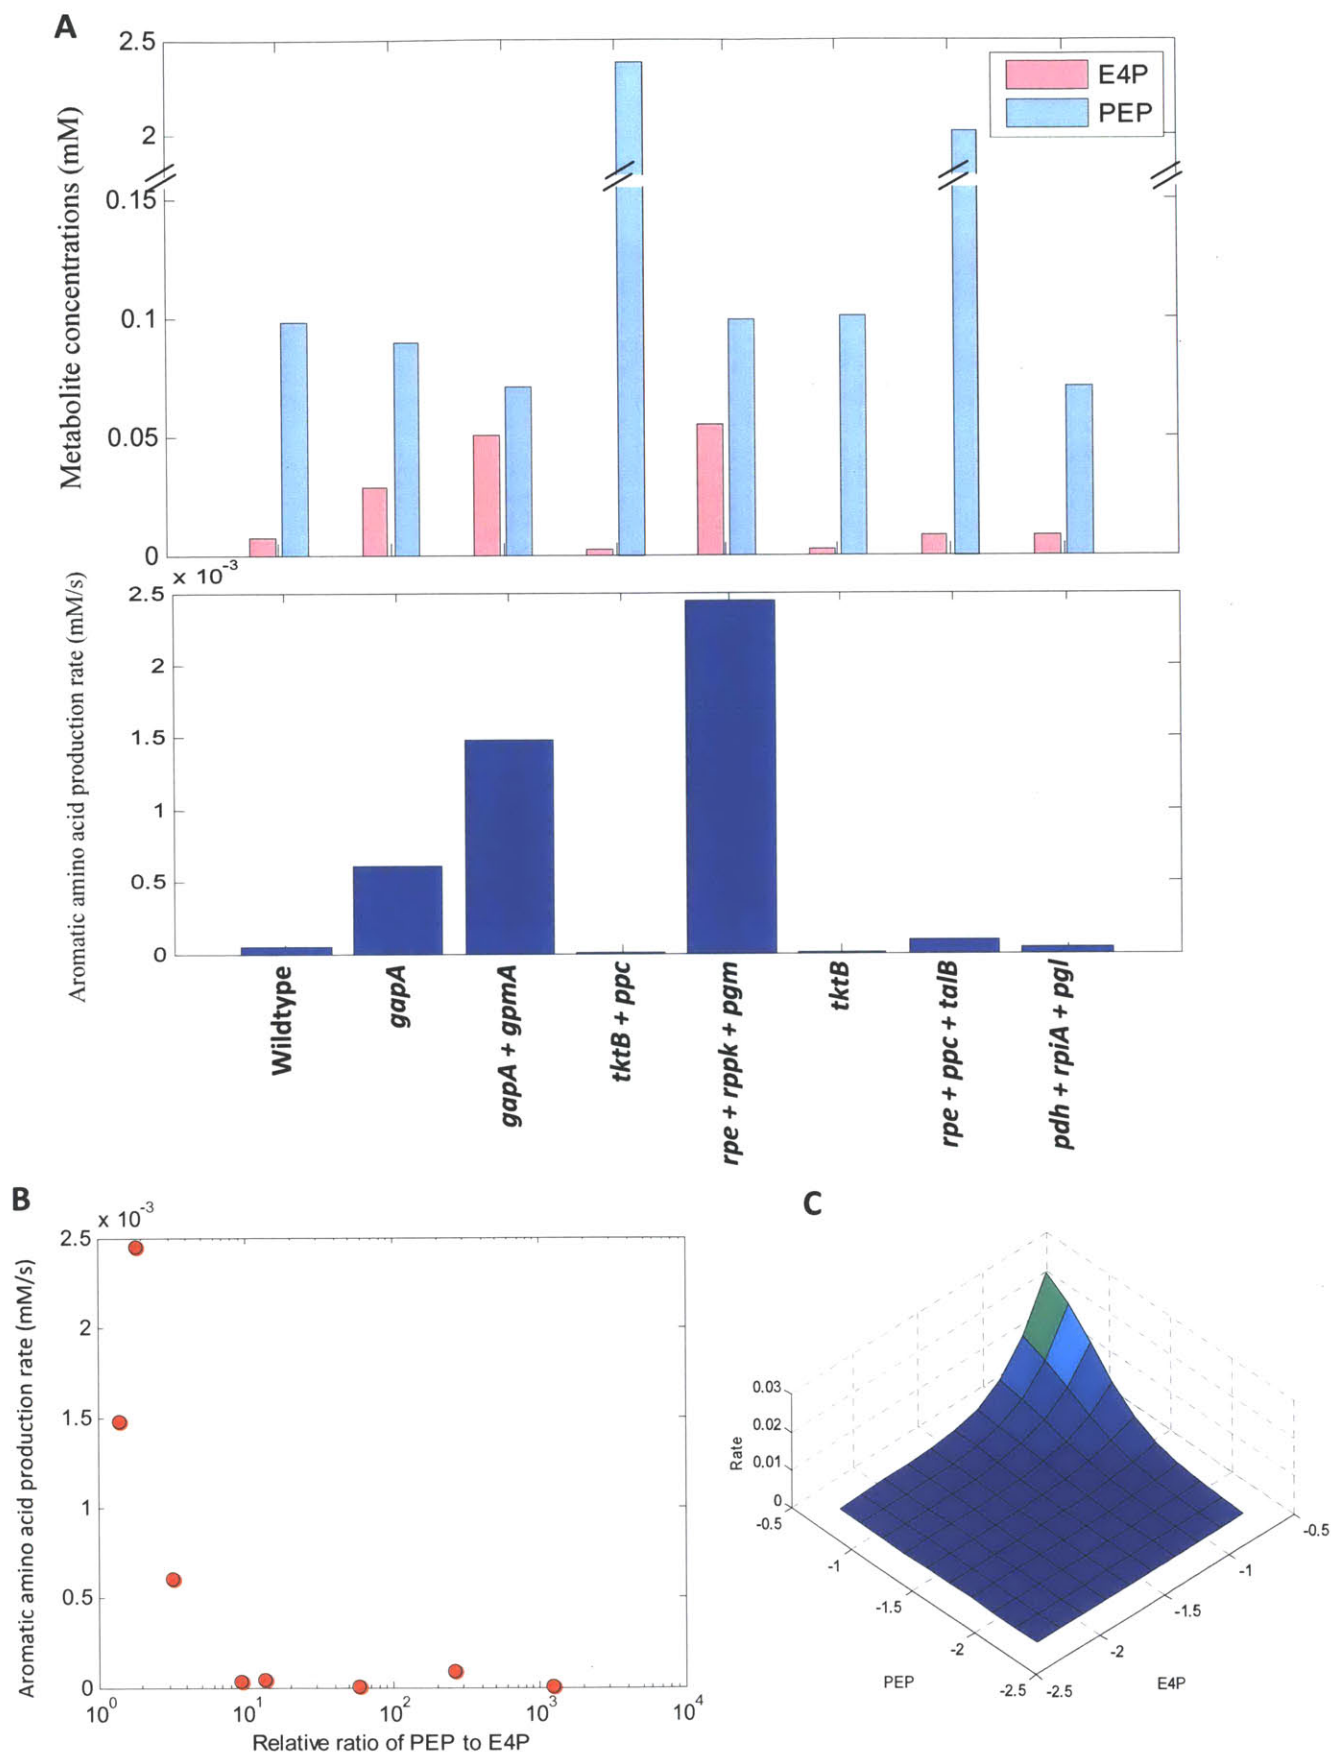 A
2.5
E4P
PEP
2
Metabolite concentrations (mM)
0.15
0.1
0.05
0
x 10-3
2.5
2
1.5
1
0.5
0
Aromatic amino acid production rate (mM/s)
Wildtype
gapA
gapA + gpmA
tktB + ppc
rpe + rppk + pgm
tktB
rpe + ppc + talB
pdh + rpiA + pgl
B
x 10-3
2.5
2
1.5
1
0.5
0
Aromatic amino acid production rate (mM/s)
100
101
102
103
104
Relative ratio of PEP to E4P
C
0.03
0.02
0.01
0
Rate
-0.5
-1
-1.5
-2
-2.5
PEP
-2.5
-2
-1.5
-1
-0.5
E4P